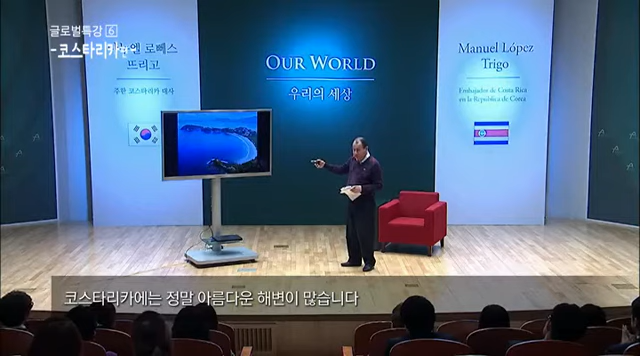 글로벌특강 6
-코스타리카
로뻬스
뜨리고
주한 코스타리카 대사
OUR WORLD
우리의 세상
Manuel López
Trigo
Embajador de Costa Rica
en la República de Corea
코스타리카에는 정말 아름다운 해변이 많습니다